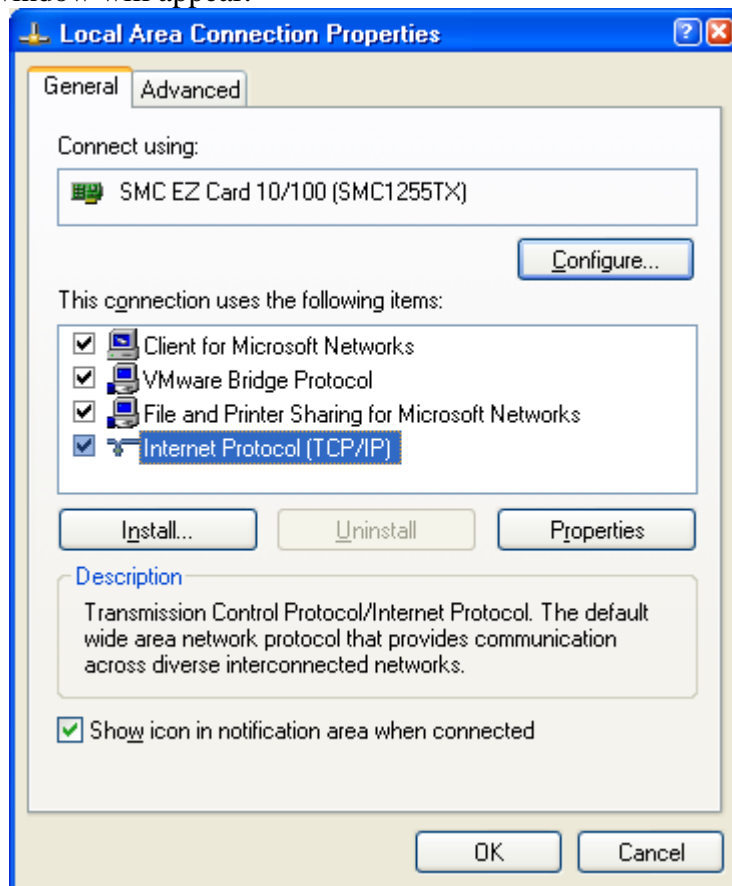 window will appear.
Local Area Connection Properties
General Advanced
Connect using:
SMC EZ Card 10/100 (SMC1255TX)
Configure...
This connection uses the following items:
Client for Microsoft Networks
VMware Bridge Protocol
File and Printer Sharing for Microsoft Networks
Internet Protocol (TCP/IP)
Install... Uninstall Properties
Description
Transmission Control Protocol/Internet Protocol. The default
wide area network protocol that provides communication
across diverse interconnected networks.
Show icon in notification area when connected
OK Cancel